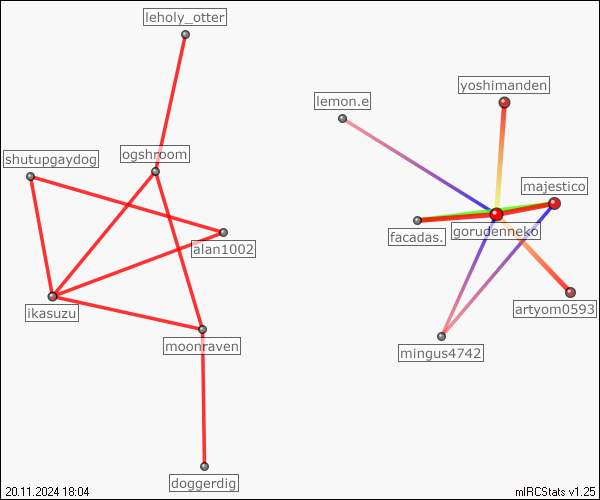 leholy_otter
yoshimanden
lemon.e
ogshroom
shutupgaydog
majestico
gorudenneko
facadas.
alan1002
artyom0593
ikasuzu
moonraven
mingus4742
doggerdig
20.11.2024 18:04
mIRCStats v1.25